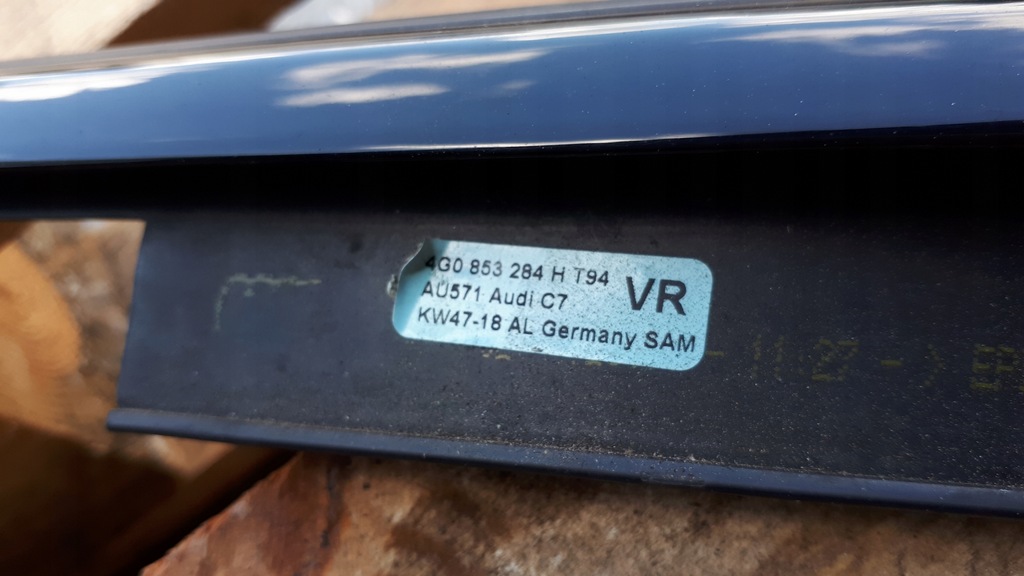 4G0 853 284 H T94
VR
AU571 Audi C7
KW47-18 AL Germany SAM